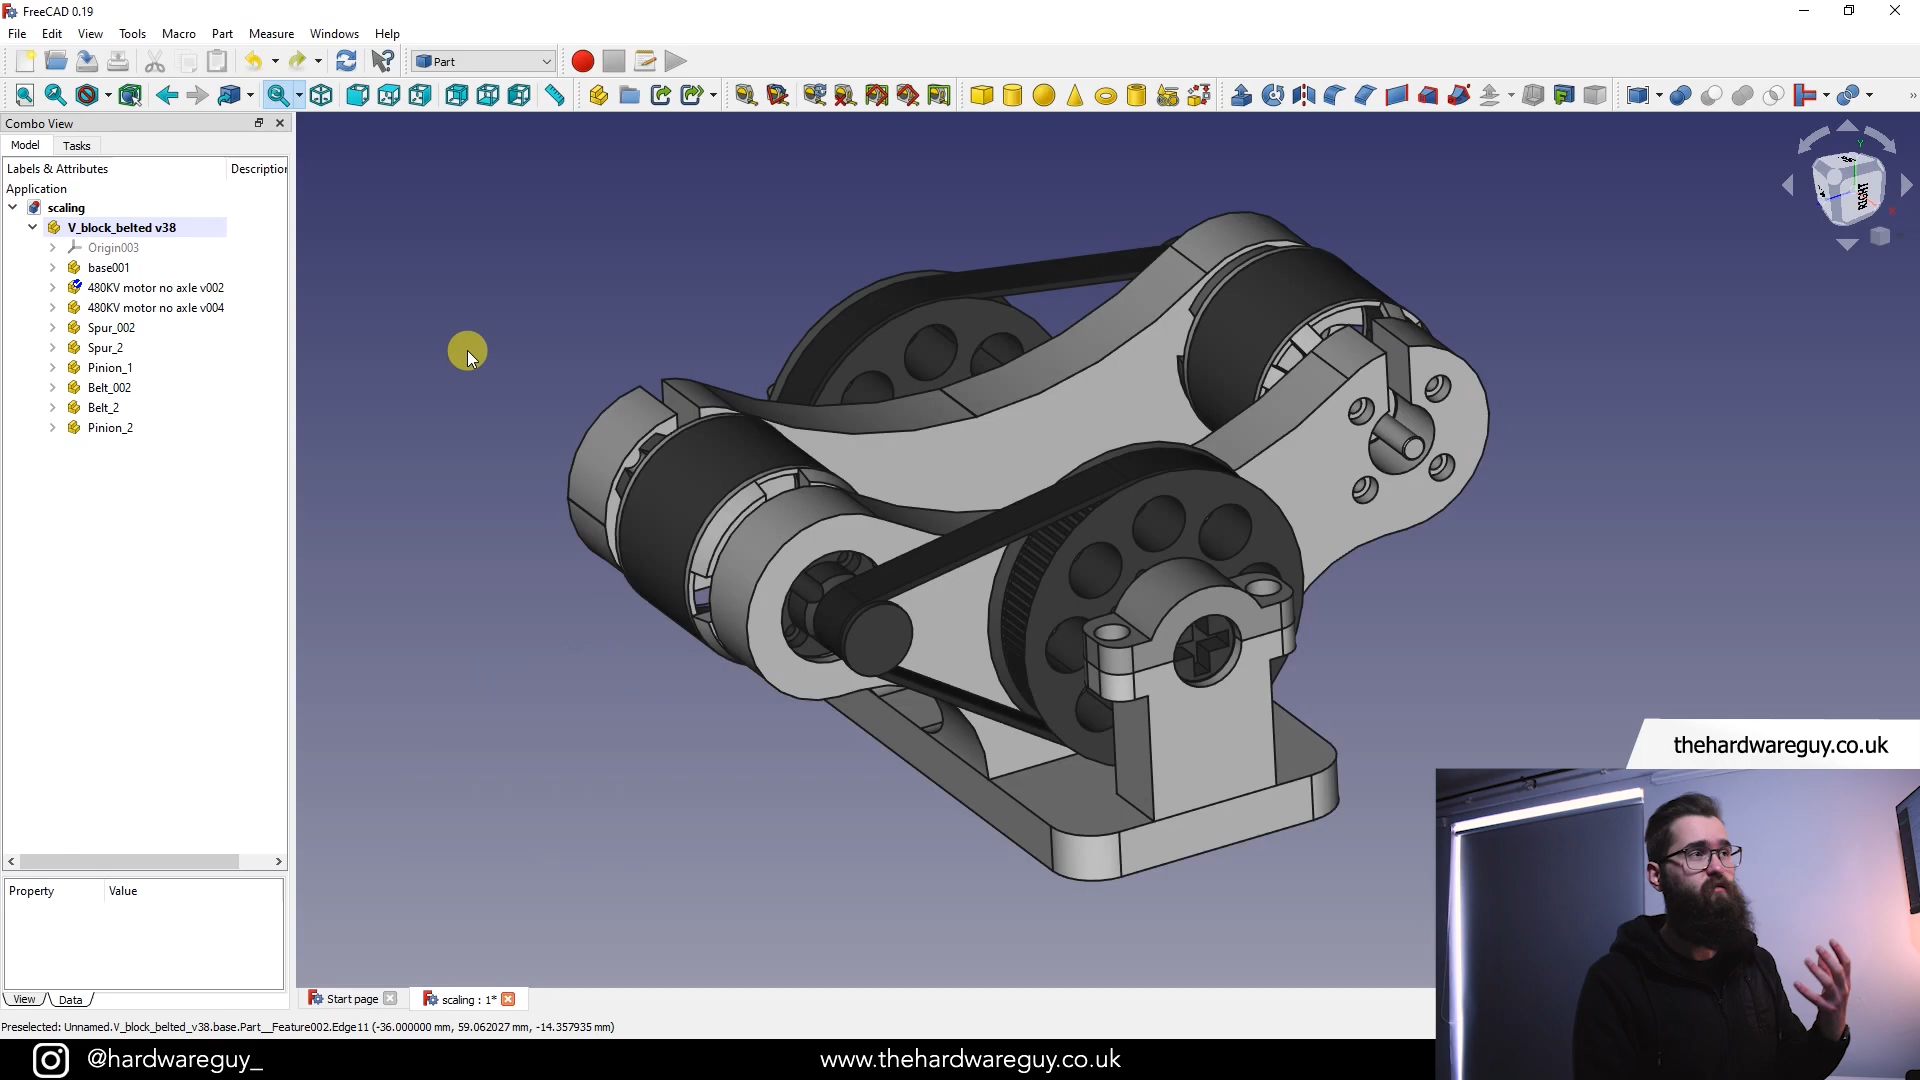 FreeCAD 0.19
File Edit View Tools Macro Part Measure Windows Help
Part
Combo View
Model Tasks
Labels & Attributes Description
Application
scaling
V_block_belted v38
Origin003
base001
480KV motor no axle v002
480KV motor no axle v004
Spur_002
Spur_2
Pinion_1
Belt_002
Belt_2
Pinion_2
Property Value
View Data
Start page scaling : 1*
Preselected: Unnamed.V_block_belted_v38.base.Part__Feature002.Edge11 (-36.000000 mm, 59.062027 mm, -14.357935 mm)
Y
RIGHT
X
thehardwareguy.co.uk
@hardwareguy_
www.thehardwareguy.co.uk